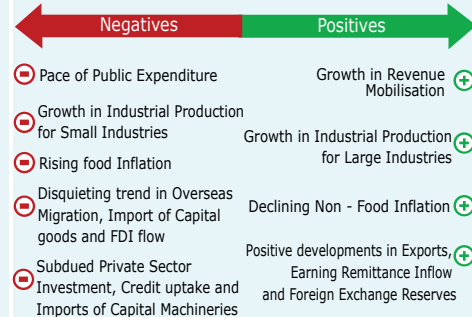 Negatives
Positives
Pace of Public Expenditure
Growth in Industrial Production
for Small Industries
Rising food Inflation
Disquieting trend in Overseas
Migration, Import of Capital
goods and FDI flow
Subdued Private Sector
Investment, Credit uptake and
Imports of Capital Machineries
Growth in Revenue
Mobilisation
Growth in Industrial Production
for Large Industries
Declining Non - Food Inflation
Positive developments in Exports,
Earning Remittance Inflow
and Foreign Exchange Reserves